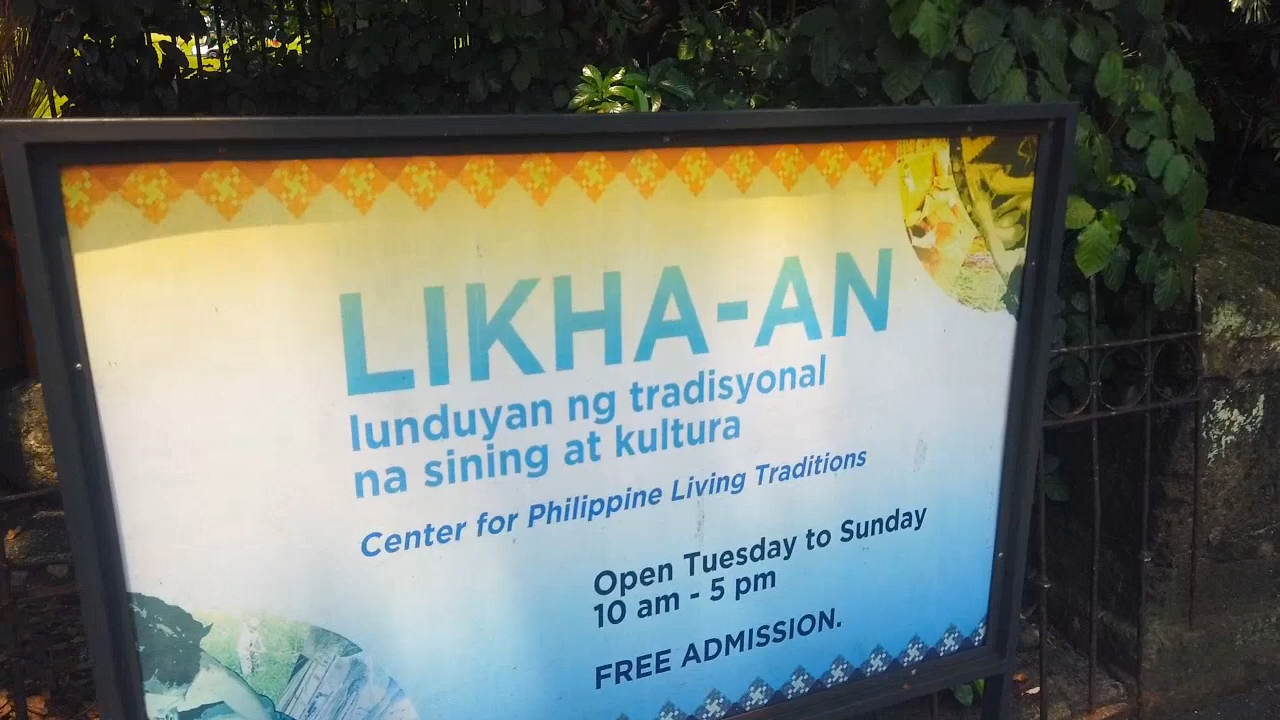 LIKHA-AN
lunduyan ng tradisyonal
na sining at kultura
Center for Philippine Living Traditions
Open Tuesday to Sunday
10 am - 5 pm
FREE ADMISSION.